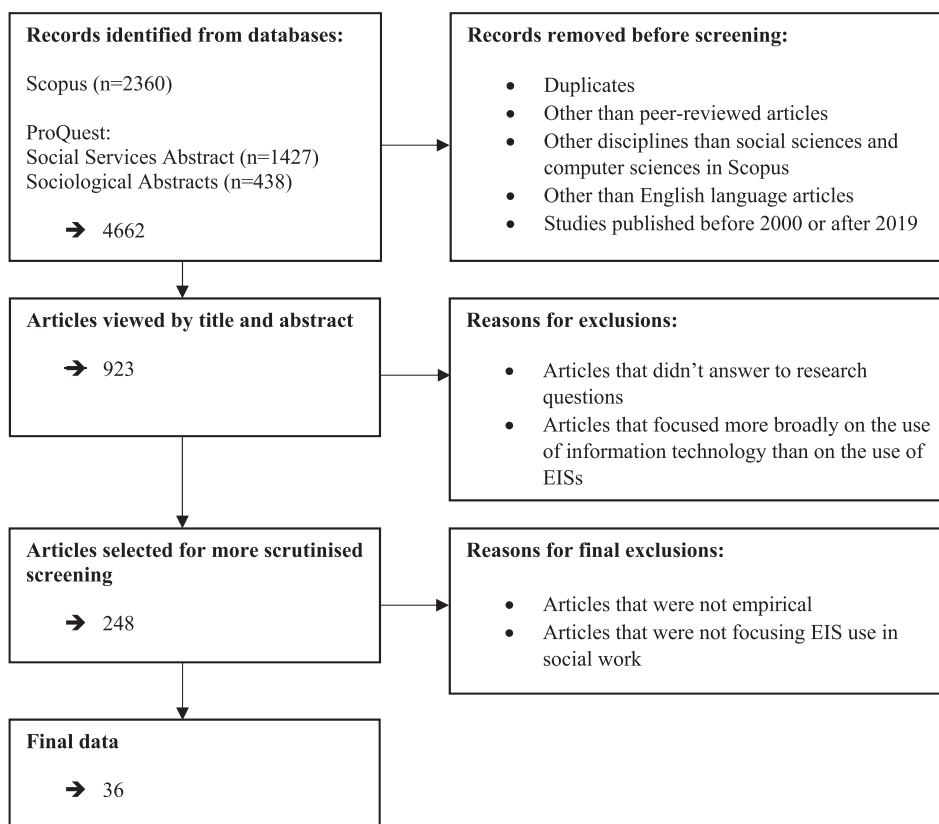 Records identified from databases:
Scopus (n=2360)
ProQuest:
Social Services Abstract (n=1427)
Sociological Abstracts (n=438)
➔ 4662
Records removed before screening:
• Duplicates
• Other than peer-reviewed articles
• Other disciplines than social sciences and
computer sciences in Scopus
• Other than English language articles
• Studies published before 2000 or after 2019
Articles viewed by title and abstract
➔ 923
Reasons for exclusions:
• Articles that didn’t answer to research
questions
• Articles that focused more broadly on the use
of information technology than on the use of
EISs
Articles selected for more scrutinised
screening
➔ 248
Reasons for final exclusions:
• Articles that were not empirical
• Articles that were not focusing EIS use in
social work
Final data
➔ 36